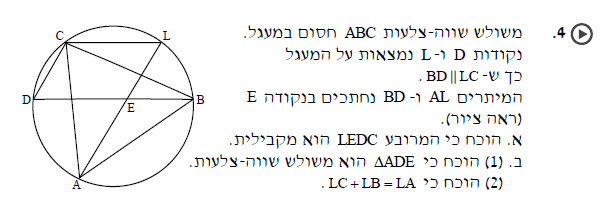 4. משולש שווה-צלעות ABC חסום במעגל.
נקודות D ו- L נמצאות על המעגל
כך ש- BD || LC .
המיתרים AL ו- BD נחתכים בנקודה E
(ראה ציור).
א. הוכח כי המרובע LEDC הוא מקבילית.
ב. (1) הוכח כי ΔADE הוא משולש שווה-צלעות.
(2) הוכח כי LC + LB = LA .
C L
D E B
A